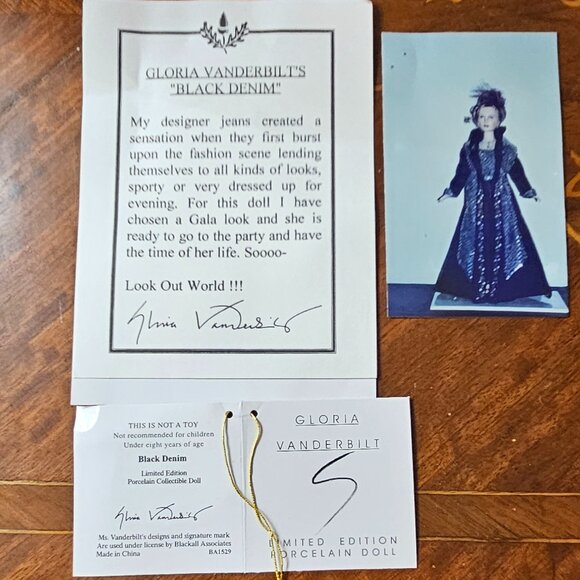 GLORIA VANDERBILT'S
"BLACK DENIM"
My designer jeans created a
sensation when they first burst
upon the fashion scene lending
themselves to all kinds of looks,
sporty or very dressed up for
evening. For this doll I have
chosen a Gala look and she is
ready to go to the party and have
the time of her life. Soooo-
Look Out World !!!
Gloria Vanderbilt
THIS IS NOT A TOY
Not recommended for children
Under eight years of age
Black Denim
Limited Edition
Porcelain Collectible Doll
Gloria Vanderbilt
Ms. Vanderbilt's designs and signature mark
Are used under license by Blackall Associates
Made in China
BA1529
GLORIA
VANDERBILT
LIMITED EDITION
PORCELAIN DOLL